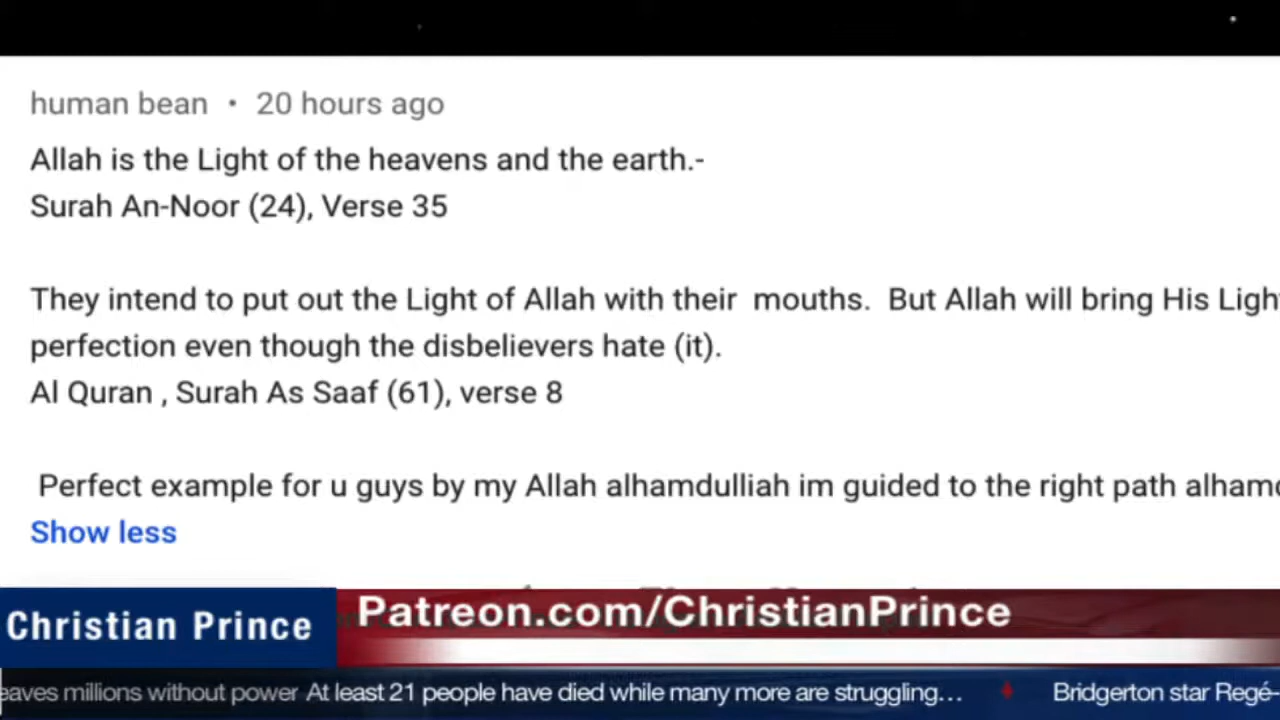 human bean • 20 hours ago
Allah is the Light of the heavens and the earth.-
Surah An-Noor (24), Verse 35
They intend to put out the Light of Allah with their mouths. But Allah will bring His Light
perfection even though the disbelievers hate (it).
Al Quran , Surah As Saaf (61), verse 8
Perfect example for u guys by my Allah alhamdulliah im guided to the right path
Show less
Christian Prince
Patreon.com/ChristianPrince
millions without power At least 21 people have died while many more are struggling... Bridgerton star Regé-